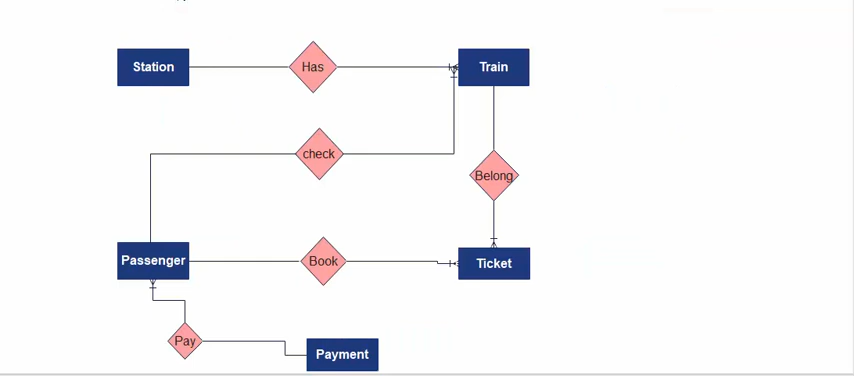 Station
Has
Train
check
Belong
Passenger
Book
Ticket
Pay
Payment